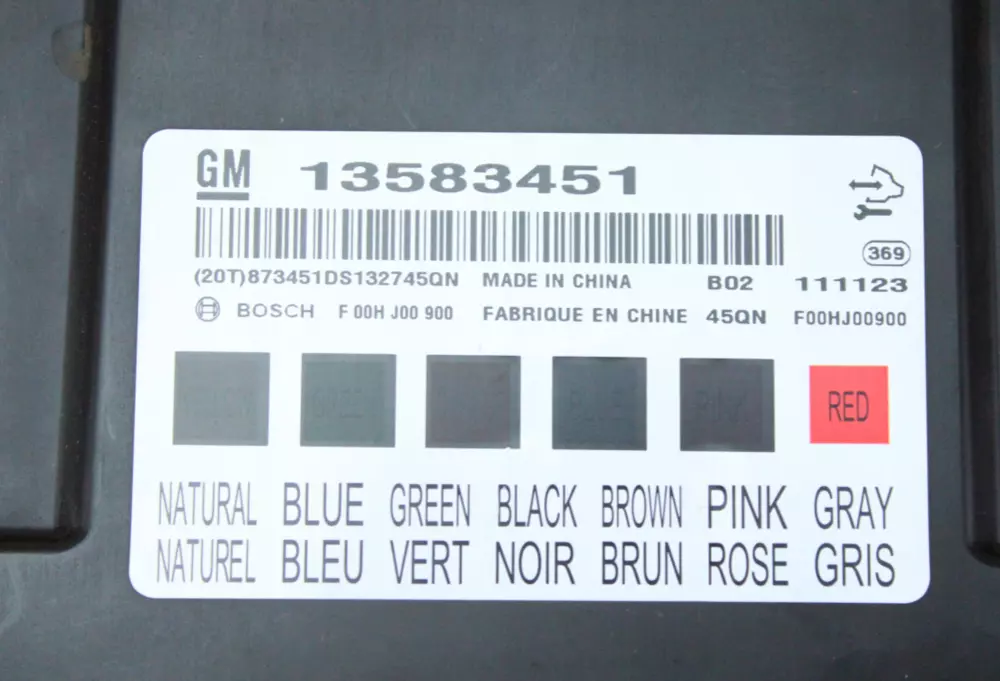 GM 13583451
369
(20T)873451DS132745QN MADE IN CHINA B02 111123
BOSCH F 00H J00 900 FABRIQUE EN CHINE 45QN F00HJ00900
RED
NATURAL BLUE GREEN BLACK BROWN PINK GRAY
NATUREL BLEU VERT NOIR BRUN ROSE GRIS